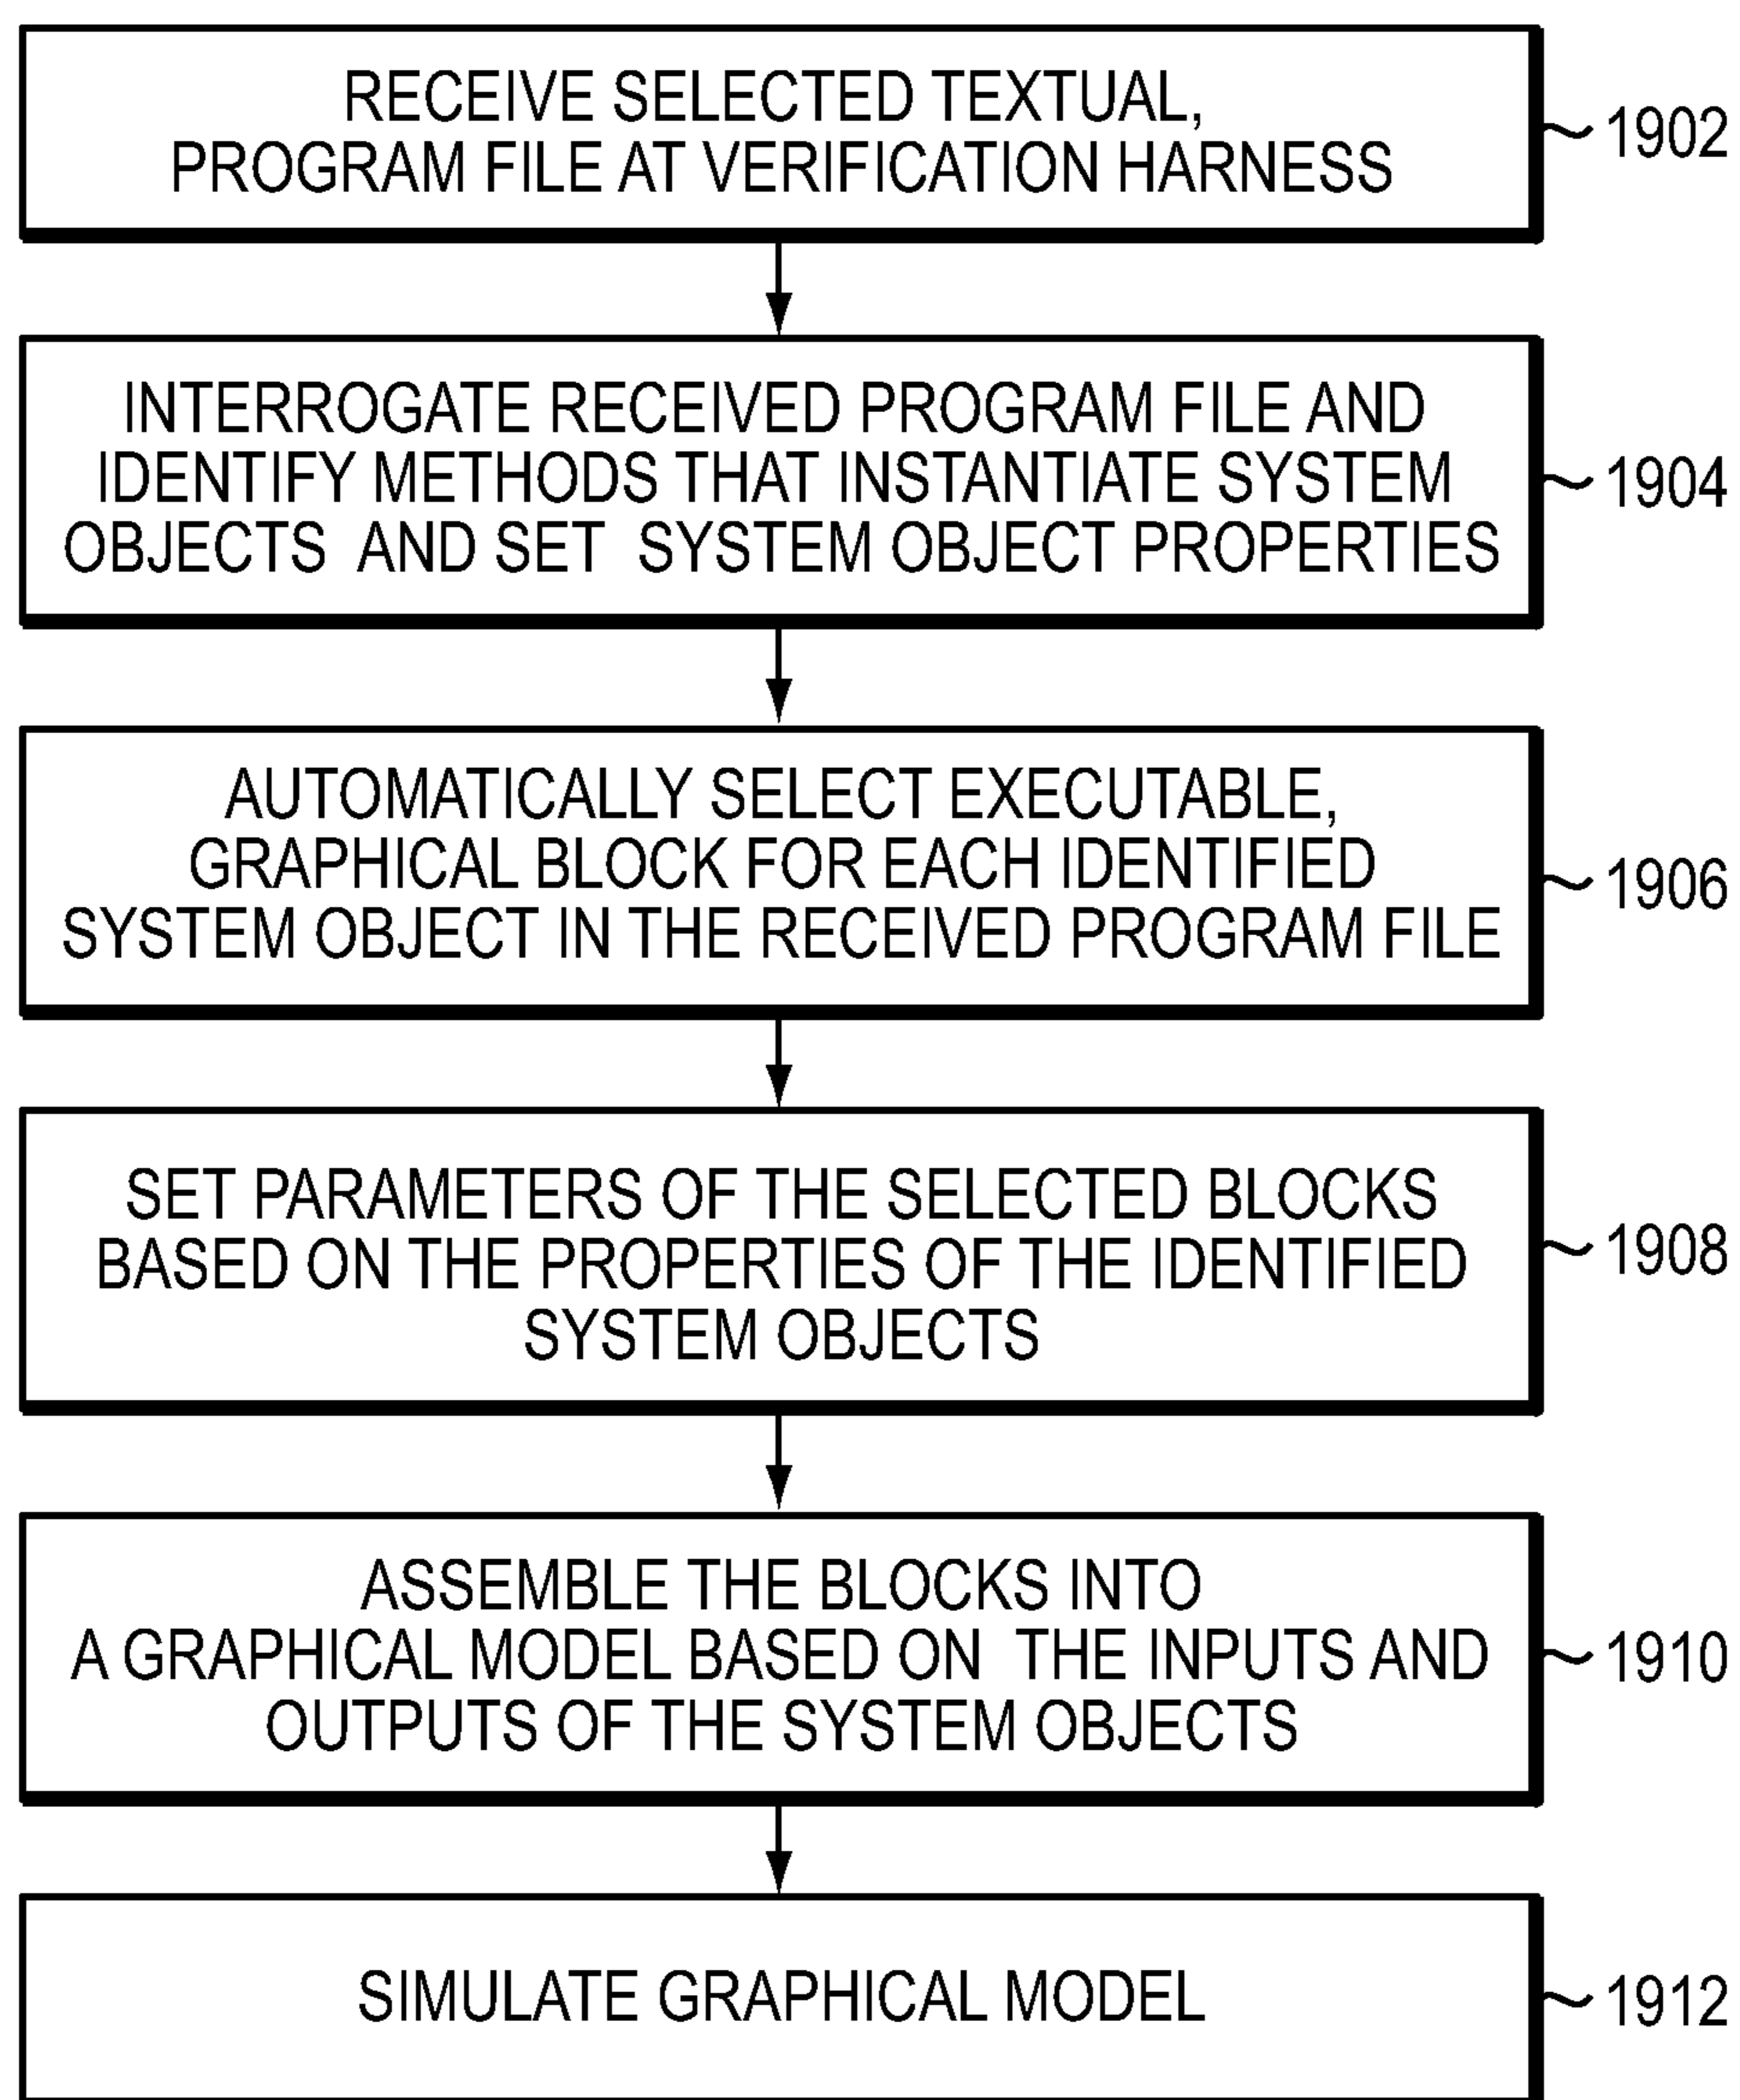 RECEIVE SELECTED TEXTUAL,
PROGRAM FILE AT VERIFICATION HARNESS
1902
INTERROGATE RECEIVED PROGRAM FILE AND
IDENTIFY METHODS THAT INSTANTIATE SYSTEM
OBJECTS AND SET SYSTEM OBJECT PROPERTIES
1904
AUTOMATICALLY SELECT EXECUTABLE,
GRAPHICAL BLOCK FOR EACH IDENTIFIED
SYSTEM OBJECT IN THE RECEIVED PROGRAM FILE
1906
SET PARAMETERS OF THE SELECTED BLOCKS
BASED ON THE PROPERTIES OF THE IDENTIFIED
SYSTEM OBJECTS
1908
ASSEMBLE THE BLOCKS INTO
A GRAPHICAL MODEL BASED ON THE INPUTS AND
OUTPUTS OF THE SYSTEM OBJECTS
1910
SIMULATE GRAPHICAL MODEL
1912